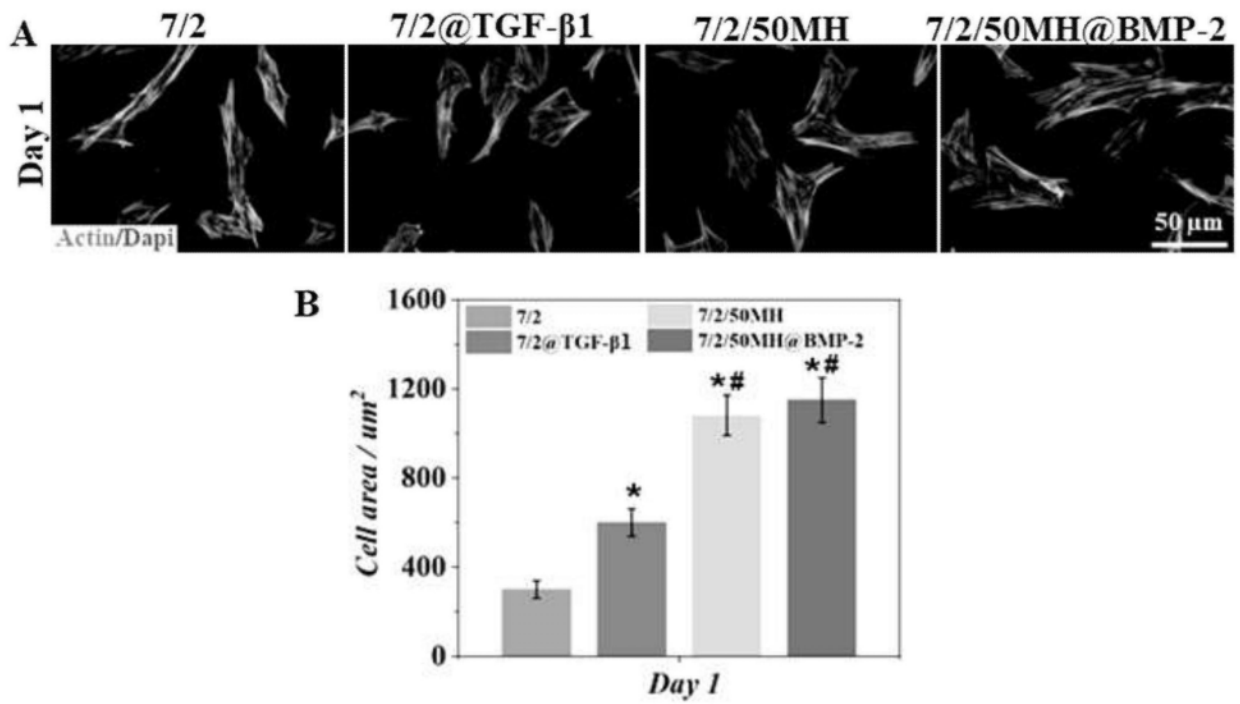 A
7/2
7/2@TGF-β1
7/2/50MH
7/2/50MH@BMP-2
Day 1
Actin/Dapi
50 µm
B
1600
1200
800
400
0
Cell area / um²
7/2
7/2@TGF-β1
7/2/50MH
7/2/50MH@BMP-2
*
*#
*#
Day 1